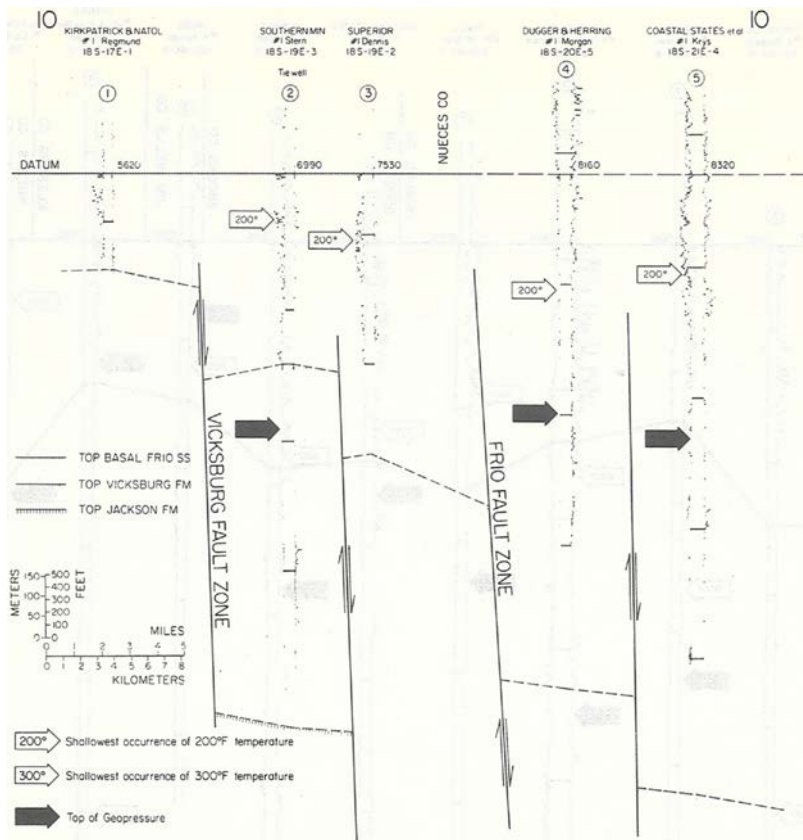 10
10
KIRKPATRICK & NATOL
#1 Regmund
18S-17E-1
SOUTHERN MIN
#1 Stern
18S-19E-3
SUPERIOR
#1 Dennis
18S-19E-2
DUGGER & HERRING
#1 Morgan
18S-20E-5
COASTAL STATES et al
#1 Krys
18S-21E-4
Tie well
1
2
3
4
5
NUECES CO
DATUM
5620
6990
7530
8160
8320
200°
200°
200°
200°
VICKSBURG FAULT ZONE
FRIO FAULT ZONE
TOP BASAL FRIO SS
TOP VICKSBURG FM
TOP JACKSON FM
METERS
150
100
50
0
500
400
300
200
100
0
FEET
MILES
0 1 2 3 4 5
0 1 2 3 4 5 6 7 8
KILOMETERS
200° Shallowest occurrence of 200°F temperature
300° Shallowest occurrence of 300°F temperature
Top of Geopressure